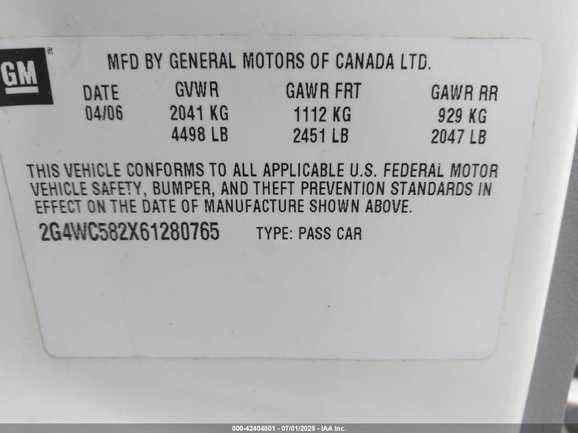 GM
MFD BY GENERAL MOTORS OF CANADA LTD.
DATE GVWR GAWR FRT GAWR RR
04/06 2041 KG 1112 KG 929 KG
4498 LB 2451 LB 2047 LB
THIS VEHICLE CONFORMS TO ALL APPLICABLE U.S. FEDERAL MOTOR
VEHICLE SAFETY, BUMPER, AND THEFT PREVENTION STANDARDS IN
EFFECT ON THE DATE OF MANUFACTURE SHOWN ABOVE.
2G4WC582X61280765 TYPE: PASS CAR
000-42404801 - 07/01/2025 - IAA Inc.